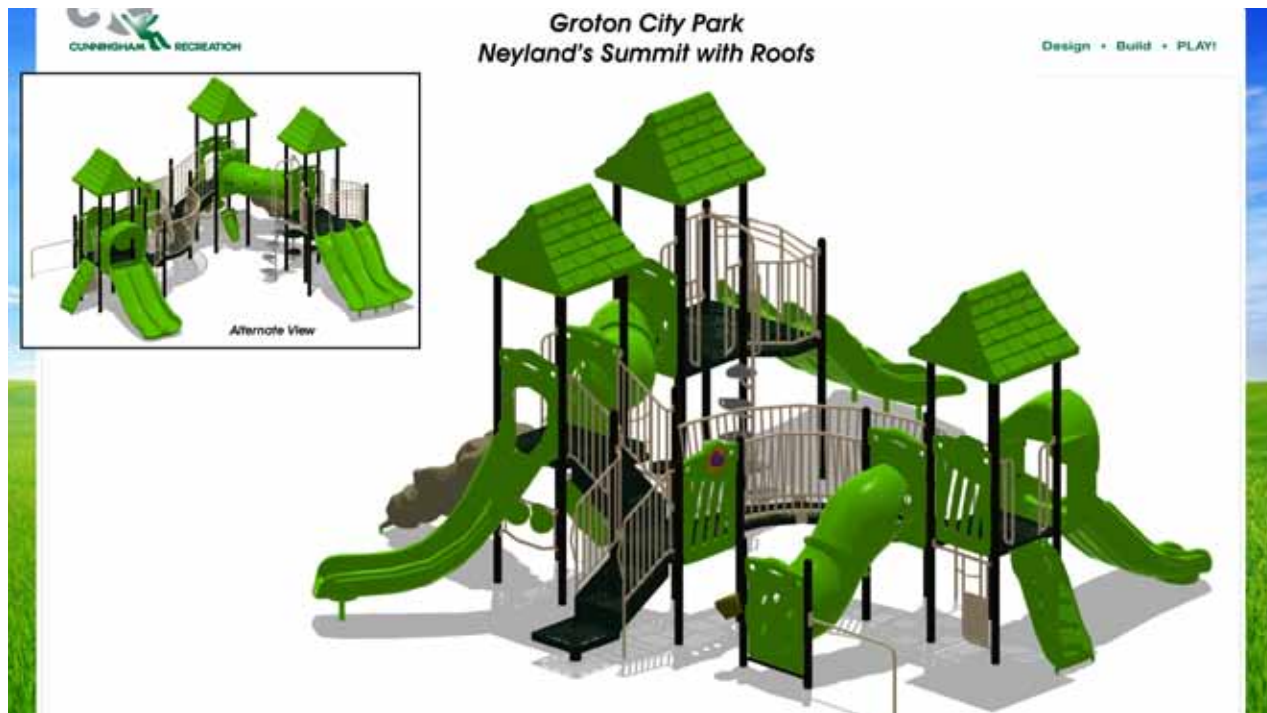 CUNNINGHAM RECREATION
Groton City Park
Neyland's Summit with Roofs
Design • Build • PLAY!
Alternate View